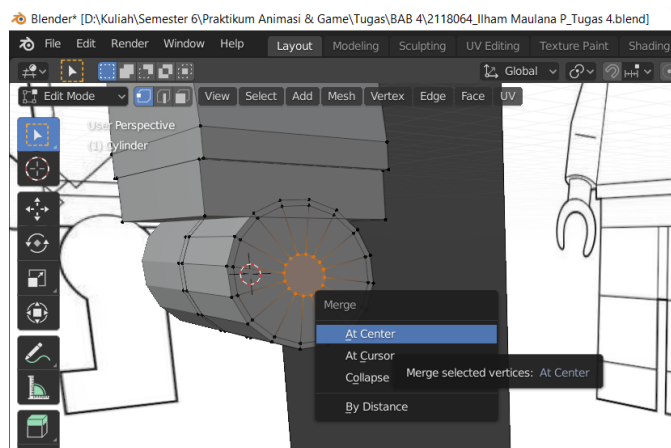 Blender* [D:\Kuliah\Semester 6\Praktikum Animasi & Game\Tugas\BAB 4\2118064_Ilham Maulana P_Tugas 4.blend]
File Edit Render Window Help Layout Modeling Sculpting UV Editing Texture Paint Shading
Global
Edit Mode View Select Add Mesh Vertex Edge Face UV
User Perspective
(1) Cylinder
Merge
At Center
At Cursor
Collapse
Merge selected vertices: At Center
By Distance